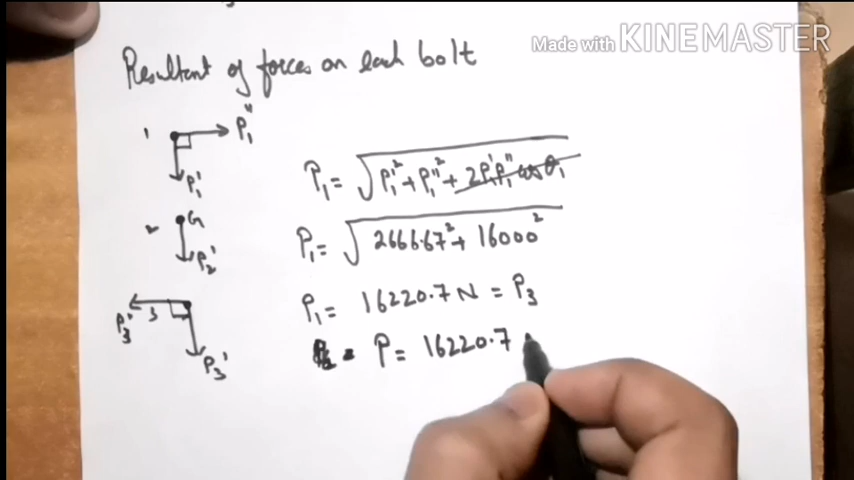 Made with KINEMASTER
Resultant of forces on each bolt
1 P₁''
P₁'
P₁ = √P₁'² + P₁''² + 2P₁'P₁'' cos θ₁
2 G
P₂'
P₁ = √2666.67² + 16000²
P₃'' 3
P₃'
P₁ = 16220.7 N = P₃
P = 16220.7